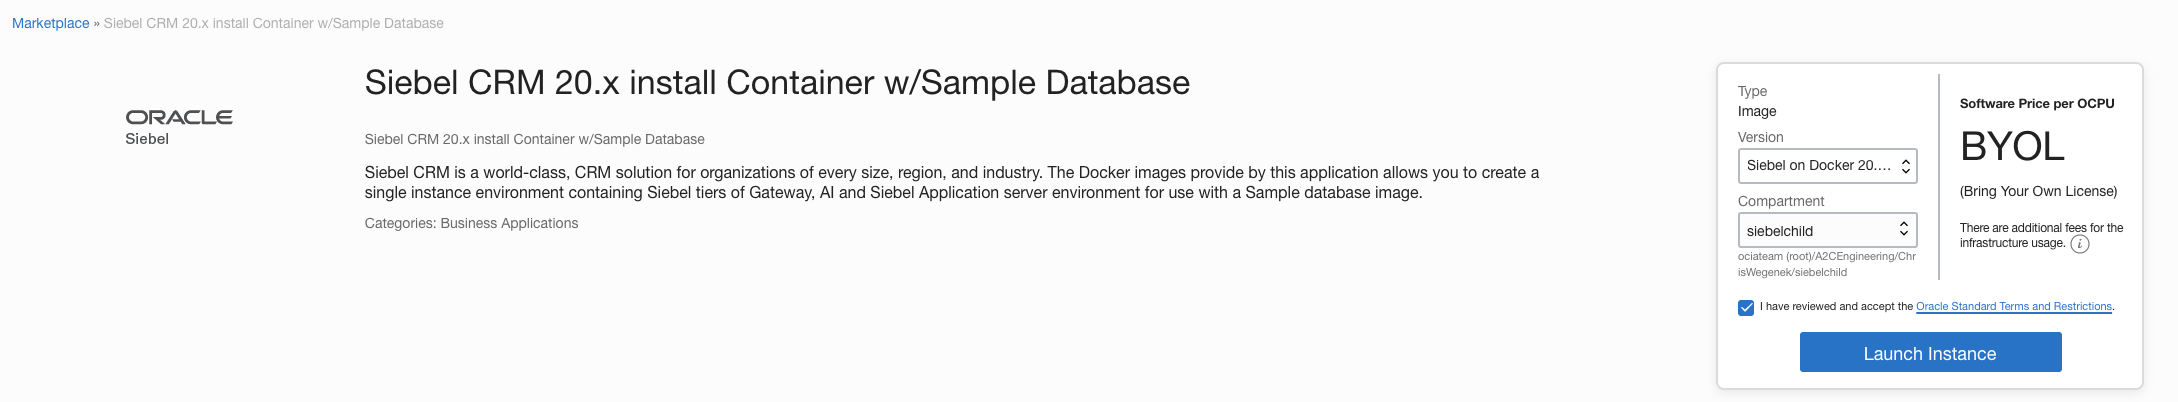 Marketplace » Siebel CRM 20.x install Container w/Sample Database
ORACLE
Siebel
Siebel CRM 20.x install Container w/Sample Database
Siebel CRM 20.x install Container w/Sample Database
Siebel CRM is a world-class, CRM solution for organizations of every size, region, and industry. The Docker images provide by this application allows you to create a
single instance environment containing Siebel tiers of Gateway, AI and Siebel Application server environment for use with a Sample database image.
Categories: Business Applications
Type
Image
Version
Siebel on Docker 20....
Compartment
siebelchild
ociateam (root)/A2CEngineering/Chr
isWegenek/siebelchild
Software Price per OCPU
BYOL
(Bring Your Own License)
There are additional fees for the
infrastructure usage. i
I have reviewed and accept the Oracle Standard Terms and Restrictions.
Launch Instance